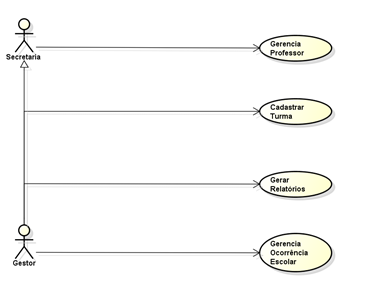 Secretaria
Gerencia
Professor
Cadastrar
Turma
Gerar
Relatórios
Gestor
Gerencia
Ocorrência
Escolar